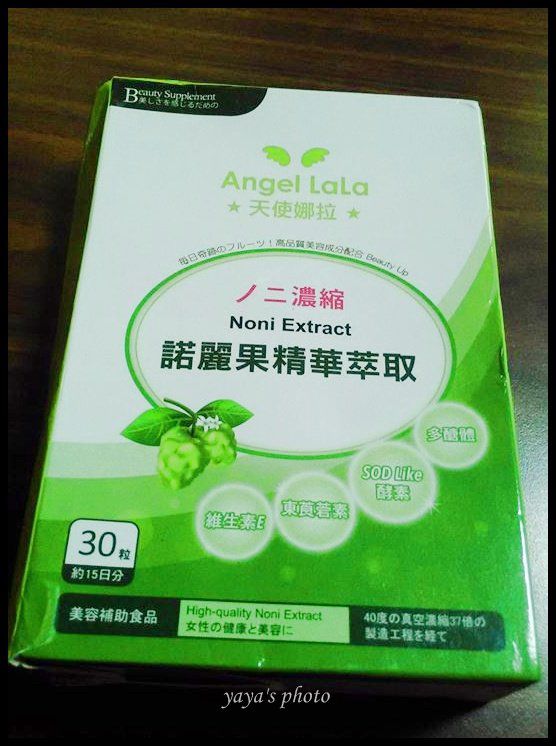 Beauty Supplement
美しさを感じるための
Angel LaLa
★ 天使娜拉 ★
毎日奇跡のフルーツ！高品質美容成分配合 Beauty Up
ノニ濃縮
Noni Extract
諾麗果精華萃取
多醣體
SOD Like
酵素
東莨菪素
維生素E
30粒
約15日分
美容補助食品
High-quality Noni Extract
女性の健康と美容に
40度の真空濃縮37倍の
製造工程を経て
yaya's photo